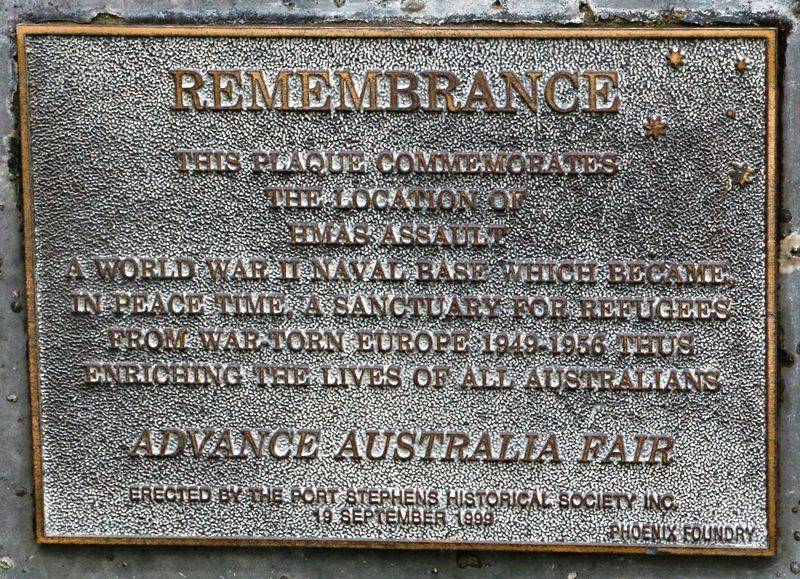 REMEMBRANCE
THIS PLAQUE COMMEMORATES
THE LOCATION OF
HMAS ASSAULT
A WORLD WAR II NAVAL BASE WHICH BECAME,
IN PEACE TIME, A SANCTUARY FOR REFUGEES
FROM WAR-TORN EUROPE 1949-1956 THUS
ENRICHING THE LIVES OF ALL AUSTRALIANS
ADVANCE AUSTRALIA FAIR
ERECTED BY THE PORT STEPHENS HISTORICAL SOCIETY INC.
19 SEPTEMBER 1999
PHOENIX FOUNDRY